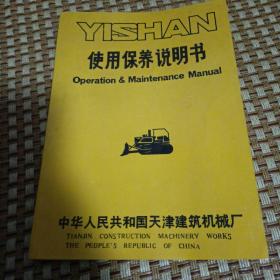 YISHAN
使用保养说明书
Operation & Maintenance Manual
中华人民共和国天津建筑机械厂
TIANJIN CONSTRUCTION MACHINERY WORKS
THE PEOPLE'S REPUBLIC OF CHINA